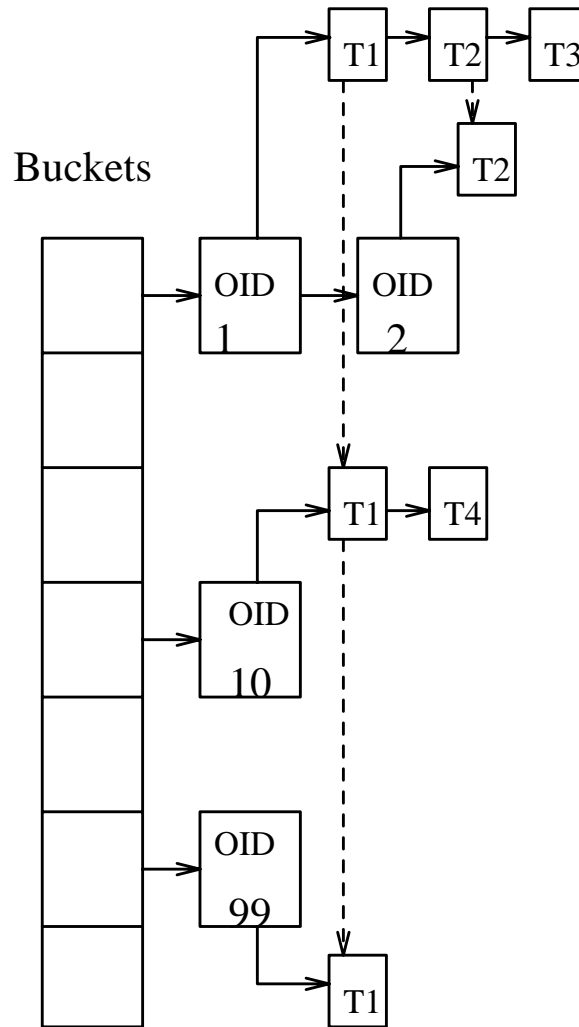 T1 T2 T3
Buckets
T2
OID OID
1 2
T1 T4
OID
10
OID
99
T1